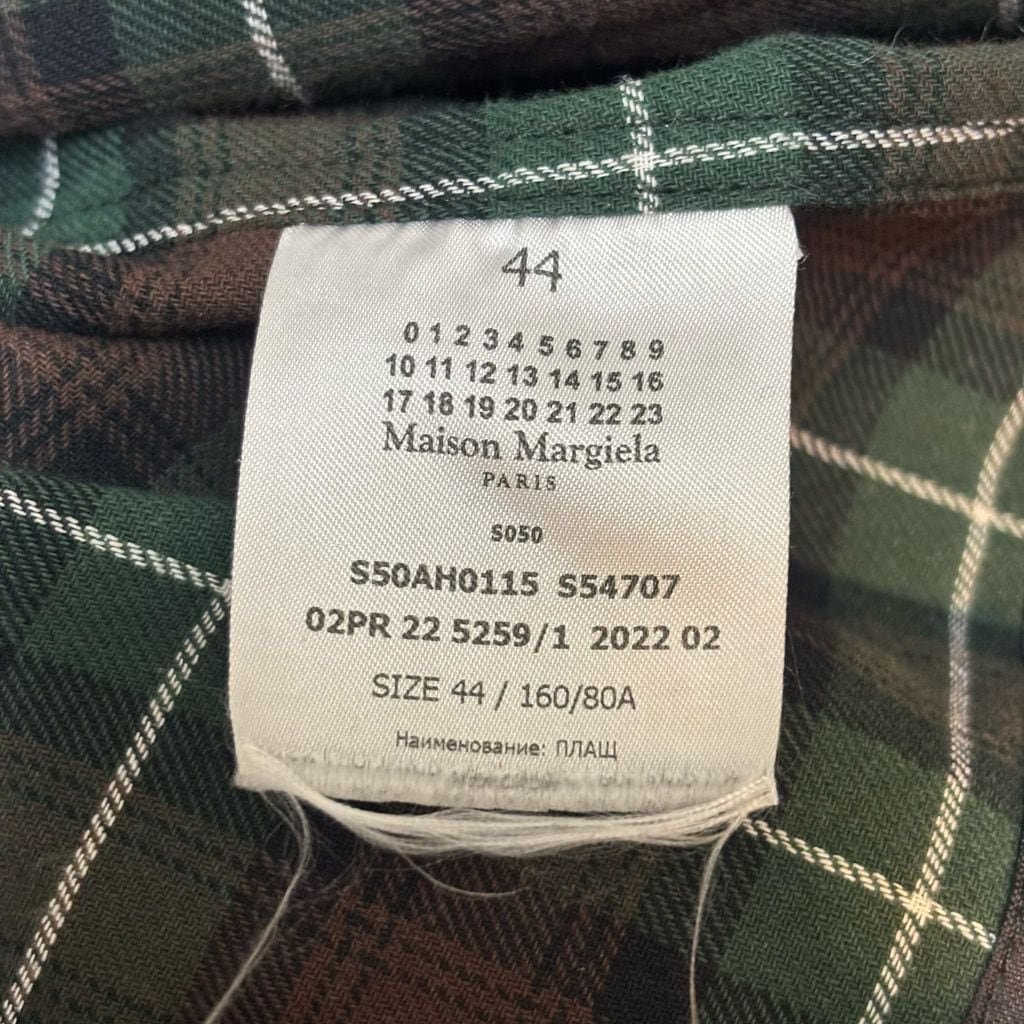 44
0 1 2 3 4 5 6 7 8 9
10 11 12 13 14 15 16
17 18 19 20 21 22 23
Maison Margiela
PARIS
S050
S50AH0115 S54707
02PR 22 5259/1 2022 02
SIZE 44 / 160/80A
Наименование: ПЛАЩ